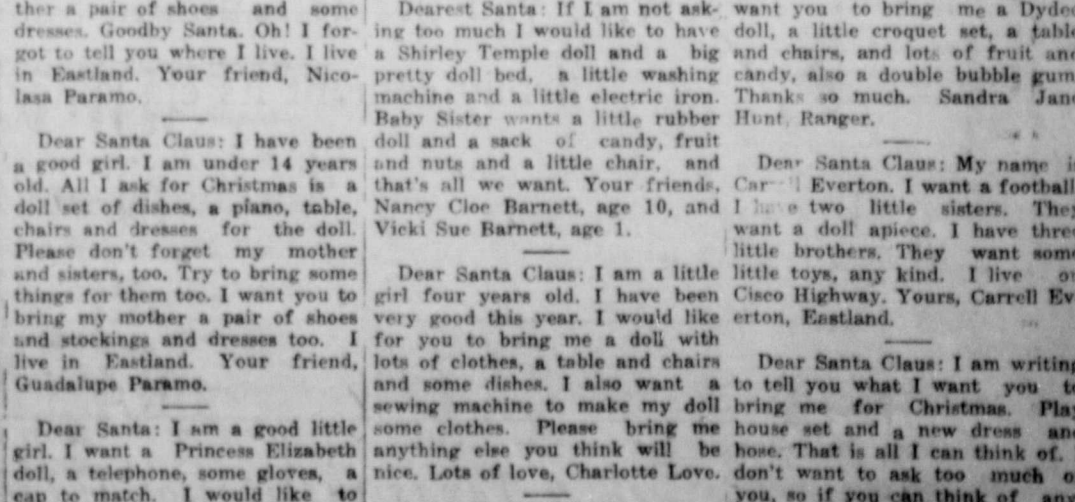 ther a pair of shoes and some
dresses. Goodby Santa. Oh! I for-
got to tell you where I live. I live
in Eastland. Your friend, Nico-
lasa Paramo.
Dear Santa Claus: I have been
a good girl. I am under 14 years
old. All I ask for Christmas is a
doll set of dishes, a piano, table,
chairs and dresses for the doll.
Please don't forget my mother
and sisters, too. Try to bring some
things for them too. I want you to
bring my mother a pair of shoes
and stockings and dresses too. I
live in Eastland. Your friend,
Guadalupe Paramo.
Dear Santa: I am a good little
girl. I want a Princess Elizabeth
doll, a telephone, some gloves, a
cap to match. I would like to
Dearest Santa: If I am not ask-
ing too much I would like to have
a Shirley Temple doll and a big
pretty doll bed, a little washing
machine and a little electric iron.
Baby Sister wants a little rubber
doll and a sack of candy, fruit
and nuts and a little chair, and
that's all we want. Your friends,
Nancy Cloe Barnett, age 10, and
Vicki Sue Barnett, age 1.
Dear Santa Claus: I am a little
girl four years old. I have been
very good this year. I would like
for you to bring me a doll with
lots of clothes, a table and chairs
and some dishes. I also want a
sewing machine to make my doll
some clothes. Please bring me
anything else you think will be
nice. Lots of love, Charlotte Love.
want you to bring me a Dydee
doll, a little croquet set, a table
and chairs, and lots of fruit and
candy, also a double bubble gum.
Thanks so much. Sandra Jane
Hunt, Ranger.
Dear Santa Claus: My name is
Everton. I want a football.
I have two little sisters. They
want a doll apiece. I have three
little brothers. They want some
little toys, any kind. I live on
Cisco Highway. Yours, Carrell Ev-
erton, Eastland.
Dear Santa Claus: I am writing
to tell you what I want you to
bring me for Christmas. Play
house set and a new dress and
hose. That is all I can think of. I
don't want to ask too much of
you, so if you can think of